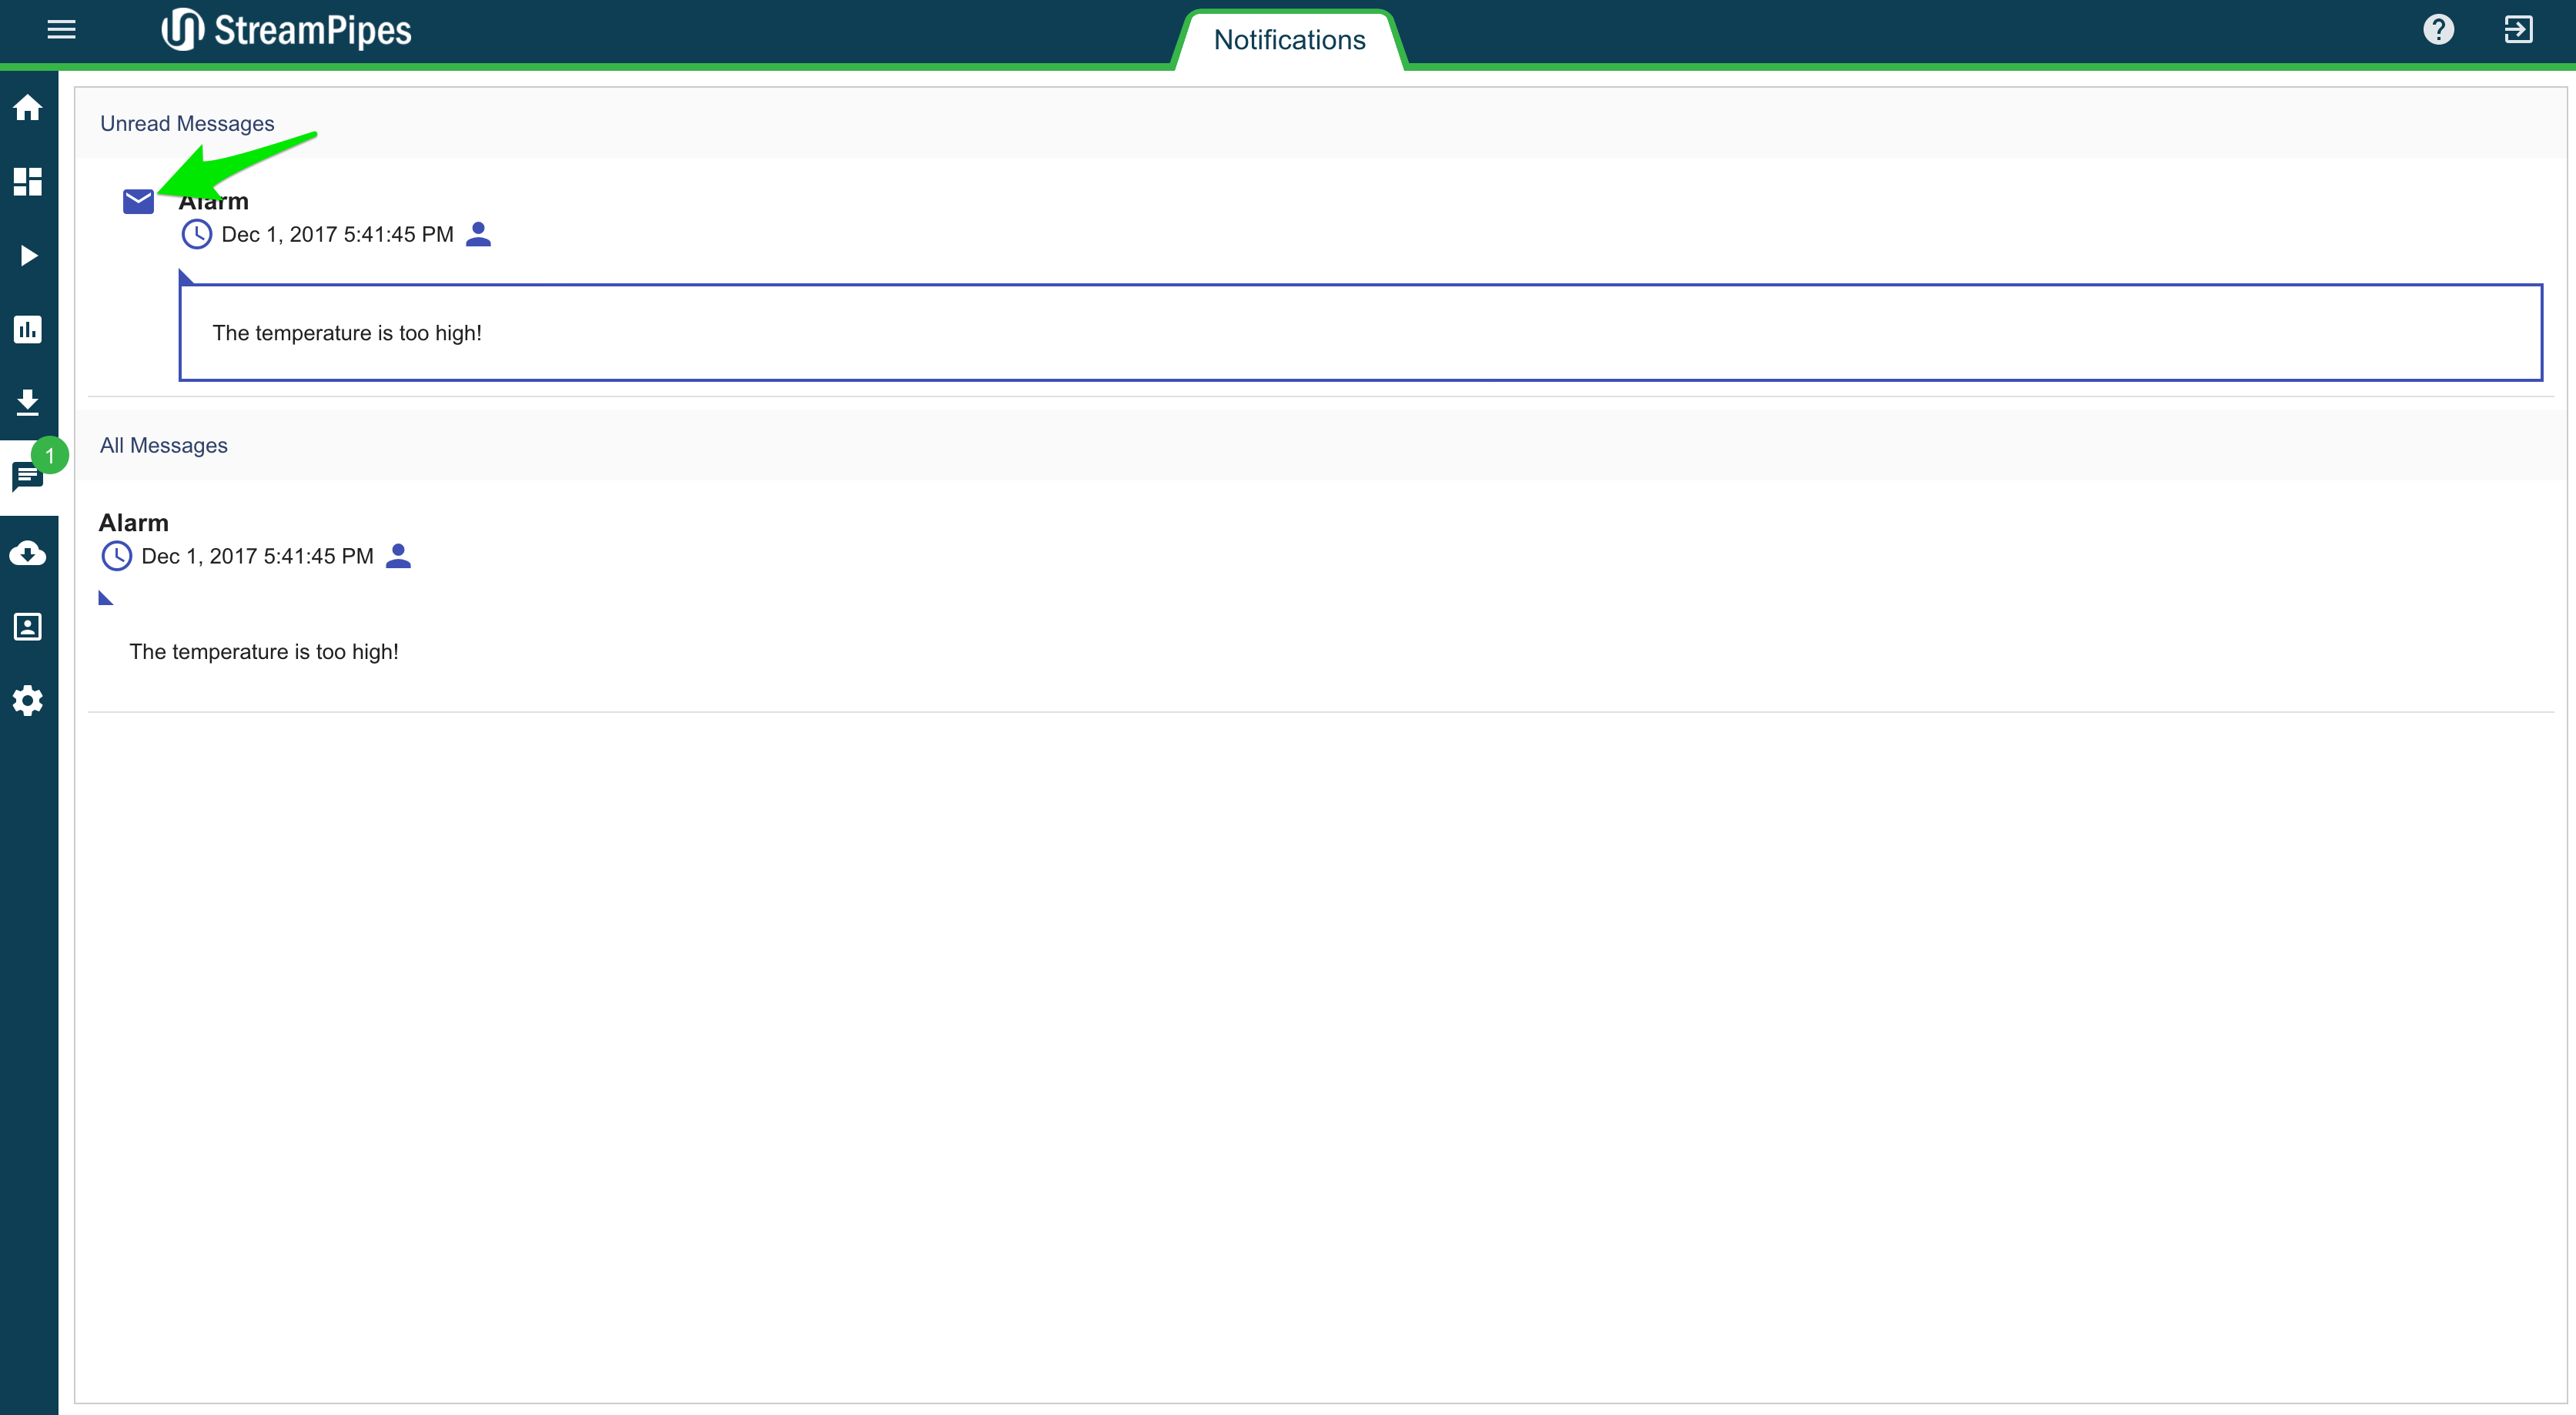 StreamPipes
Notifications
Unread Messages
Alarm
Dec 1, 2017 5:41:45 PM
The temperature is too high!
All Messages
1
Alarm
Dec 1, 2017 5:41:45 PM
The temperature is too high!